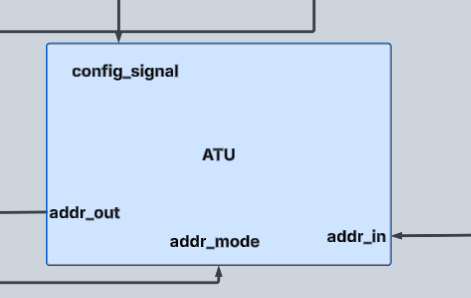 config_signal
ATU
addr_out
addr_mode
addr_in